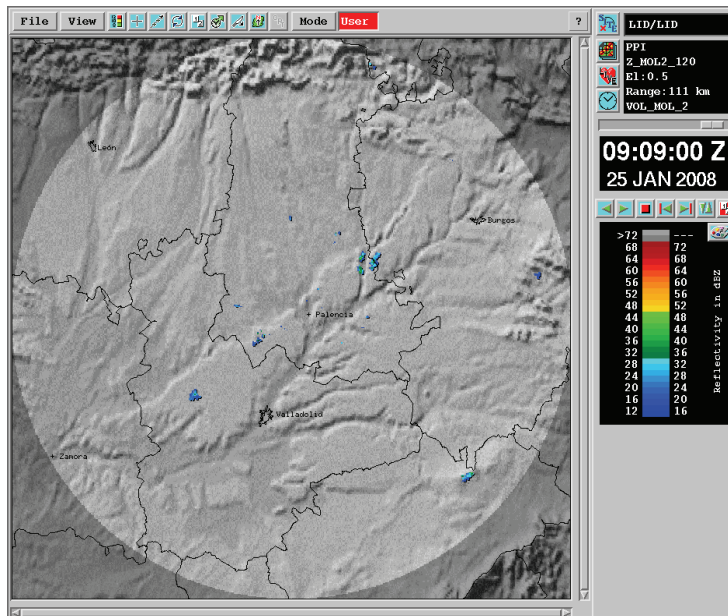 File View Mode User ?
León
Burgos
+ Palencia
Valladolid
+ Zamora
LID/LID
PPI
Z_MOL2_120
El:0.5
Range:111 km
VOL_MOL_2
09:09:00 Z
25 JAN 2008
>72 ---
68 72
64 68
60 64
56 60
52 56
48 52
44 48
40 44
36 40
32 36
28 32
24 28
20 24
16 20
12 16
Reflectivity in dBZ